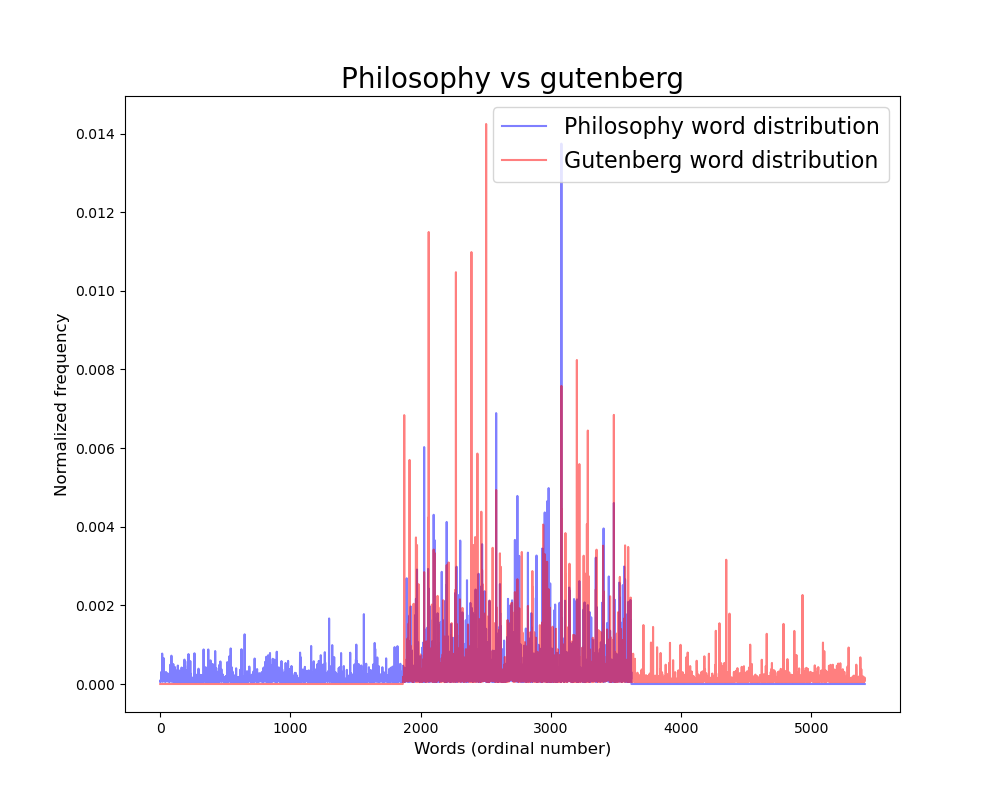 Philosophy vs gutenberg
Philosophy word distribution
Gutenberg word distribution
0.014
0.012
0.010
0.008
0.006
0.004
0.002
0.000
Normalized frequency
0 1000 2000 3000 4000 5000
Words (ordinal number)